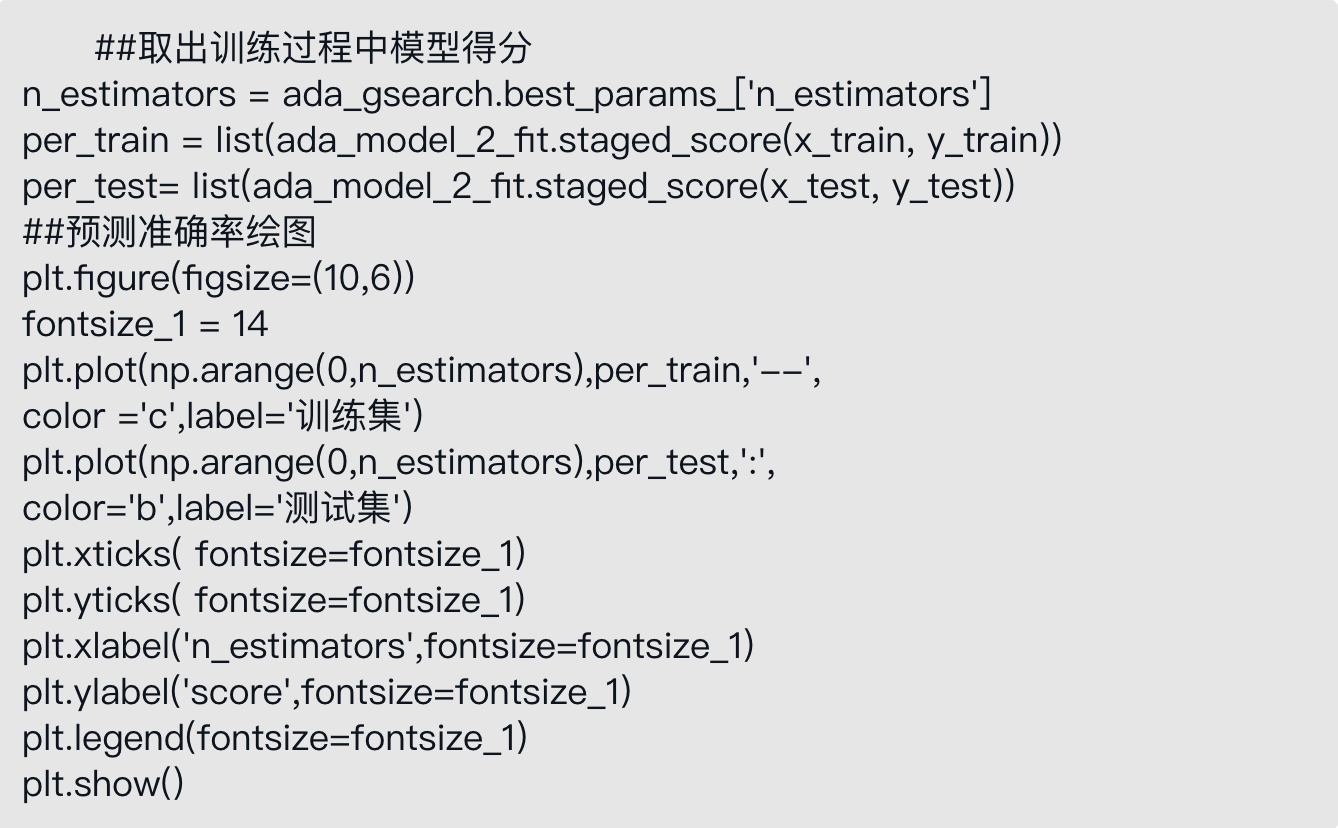 ##取出训练过程中模型得分
n_estimators = ada_gsearch.best_params_['n_estimators']
per_train = list(ada_model_2_fit.staged_score(x_train, y_train))
per_test= list(ada_model_2_fit.staged_score(x_test, y_test))
##预测准确率绘图
plt.figure(figsize=(10,6))
fontsize_1 = 14
plt.plot(np.arange(0,n_estimators),per_train,'--',
color ='c',label='训练集')
plt.plot(np.arange(0,n_estimators),per_test,':',
color='b',label='测试集')
plt.xticks( fontsize=fontsize_1)
plt.yticks( fontsize=fontsize_1)
plt.xlabel('n_estimators',fontsize=fontsize_1)
plt.ylabel('score',fontsize=fontsize_1)
plt.legend(fontsize=fontsize_1)
plt.show()